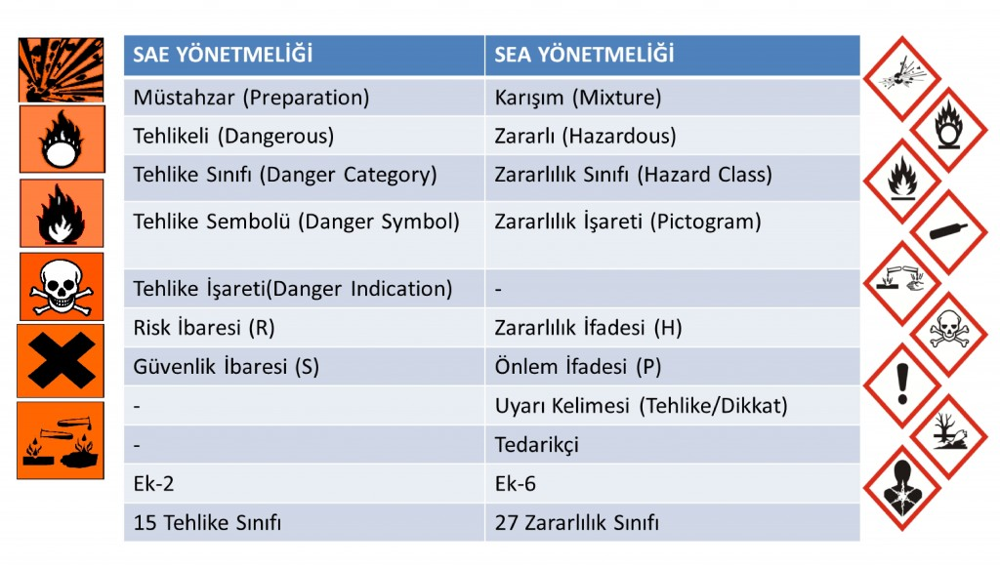 SAE YÖNETMELİĞİ SEA YÖNETMELİĞİ
Müstahzar (Preparation) Karışım (Mixture)
Tehlikeli (Dangerous) Zararlı (Hazardous)
Tehlike Sınıfı (Danger Category) Zararlılık Sınıfı (Hazard Class)
Tehlike Sembolü (Danger Symbol) Zararlılık İşareti (Pictogram)
Tehlike İşareti(Danger Indication) -
Risk İbaresi (R) Zararlılık İfadesi (H)
Güvenlik İbaresi (S) Önlem İfadesi (P)
- Uyarı Kelimesi (Tehlike/Dikkat)
- Tedarikçi
Ek-2 Ek-6
15 Tehlike Sınıfı 27 Zararlılık Sınıfı